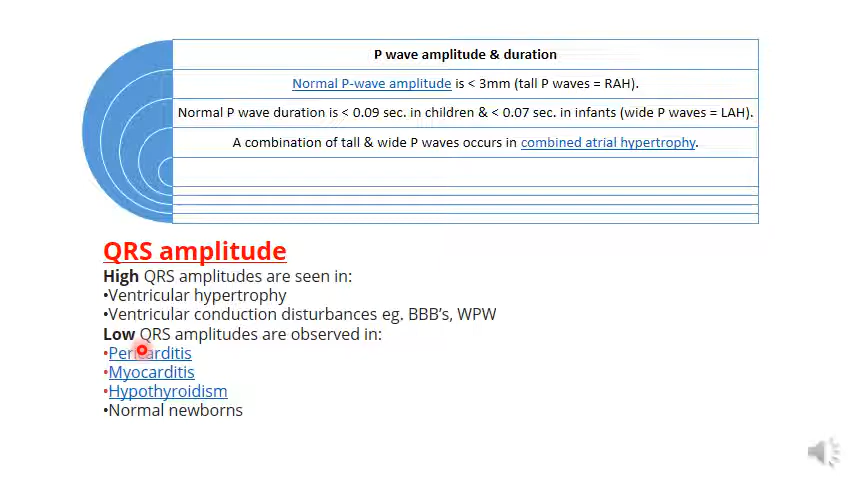 P wave amplitude & duration
Normal P-wave amplitude is < 3mm (tall P waves = RAH).
Normal P wave duration is < 0.09 sec. in children & < 0.07 sec. in infants (wide P waves = LAH).
A combination of tall & wide P waves occurs in combined atrial hypertrophy.
QRS amplitude
High QRS amplitudes are seen in:
•Ventricular hypertrophy
•Ventricular conduction disturbances eg. BBB's, WPW
Low QRS amplitudes are observed in:
•Pericarditis
•Myocarditis
•Hypothyroidism
•Normal newborns